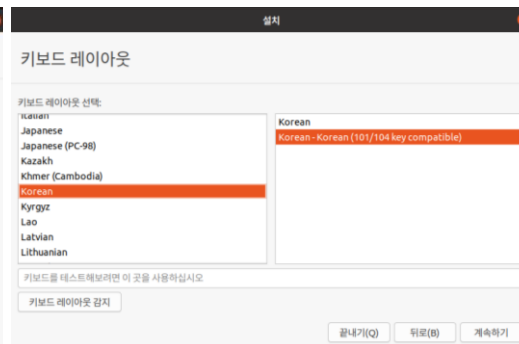 설치
키보드 레이아웃
키보드 레이아웃 선택:
Italian
Japanese
Japanese (PC-98)
Kazakh
Khmer (Cambodia)
Korean
Kyrgyz
Lao
Latvian
Lithuanian
Korean
Korean - Korean (101/104 key compatible)
키보드를 테스트해보려면 이 곳을 사용하십시오
키보드 레이아웃 감지
끝내기(Q)
뒤로(B)
계속하기